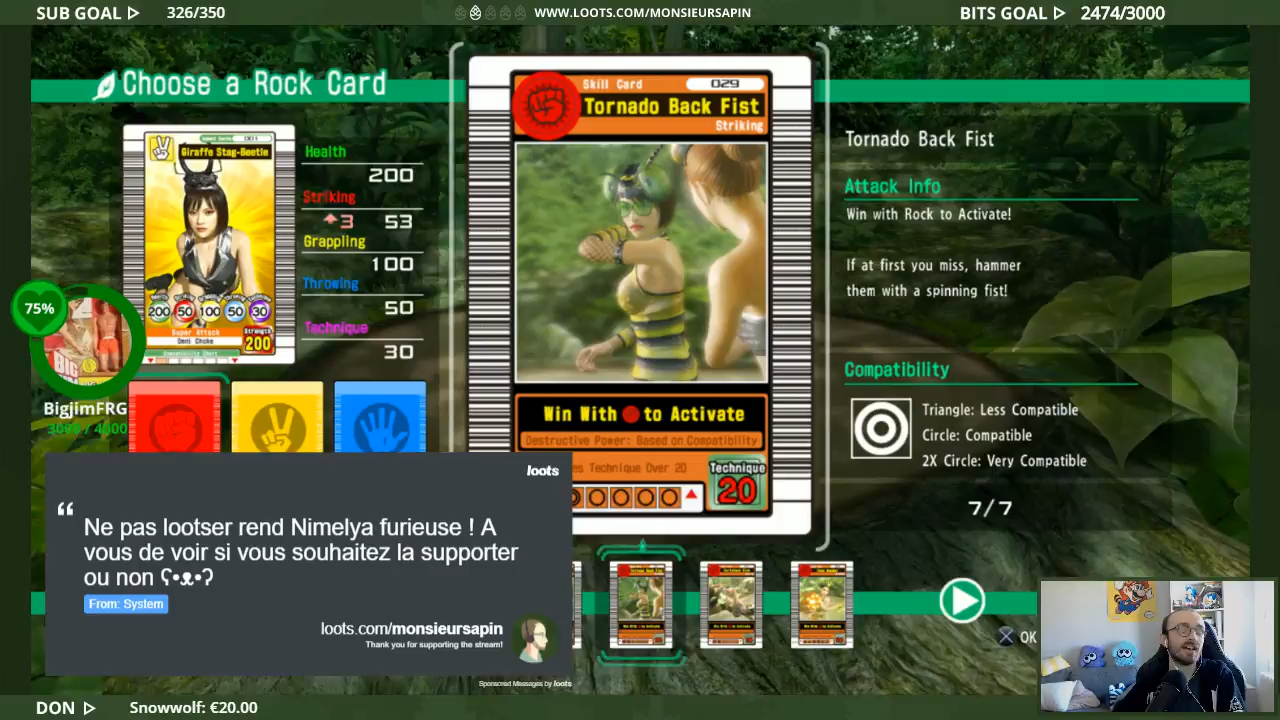 SUB GOAL 326/350
WWW.LOOTS.COM/MONSIEURSAPIN
BITS GOAL 2474/3000
Choose a Rock Card
Giraffe Stag-Beetle
200 50 100 50 30
Super Attack
Strength
200
Health
200
Striking
3 53
Grappling
100
Throwing
50
Technique
30
75%
BIG
BigjimFRG
Skill Card 029
Tornado Back Fist
Striking
Win With to Activate
Destructive Power: Based on Compatibility
Technique Over 20
Technique
20
Tornado Back Fist
Attack Info
Win with Rock to Activate!
If at first you miss, hammer
them with a spinning fist!
Compatibility
Triangle: Less Compatible
Circle: Compatible
2X Circle: Very Compatible
7/7
OK
loots
“
Ne pas lootser rend Nimelya furieuse ! A
vous de voir si vous souhaitez la supporter
ou non ʕ•ᴥ•ʔ
From: System
loots.com/monsieursapin
Thank you for supporting the stream!
Sponsored Messages by loots
DON Snowwolf: €20.00